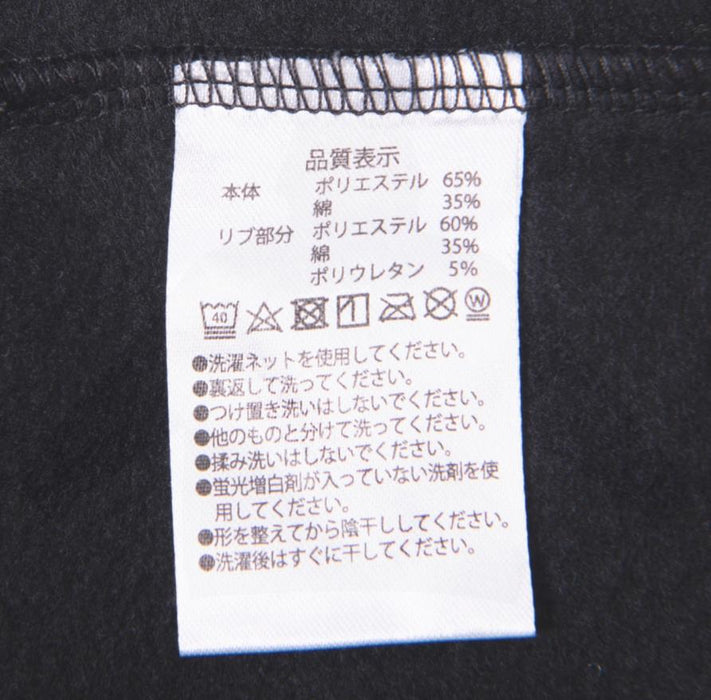 品質表示
本体 ポリエステル 65%
綿 35%
リブ部分 ポリエステル 60%
綿 35%
ポリウレタン 5%
40 W
●洗濯ネットを使用してください。
●裏返して洗ってください。
●つけ置き洗いはしないでください。
●他のものと分けて洗ってください。
●揉み洗いはしないでください。
●蛍光増白剤が入っていない洗剤を使
用してください。
●形を整えてから陰干ししてください。
●洗濯後はすぐに干してください。